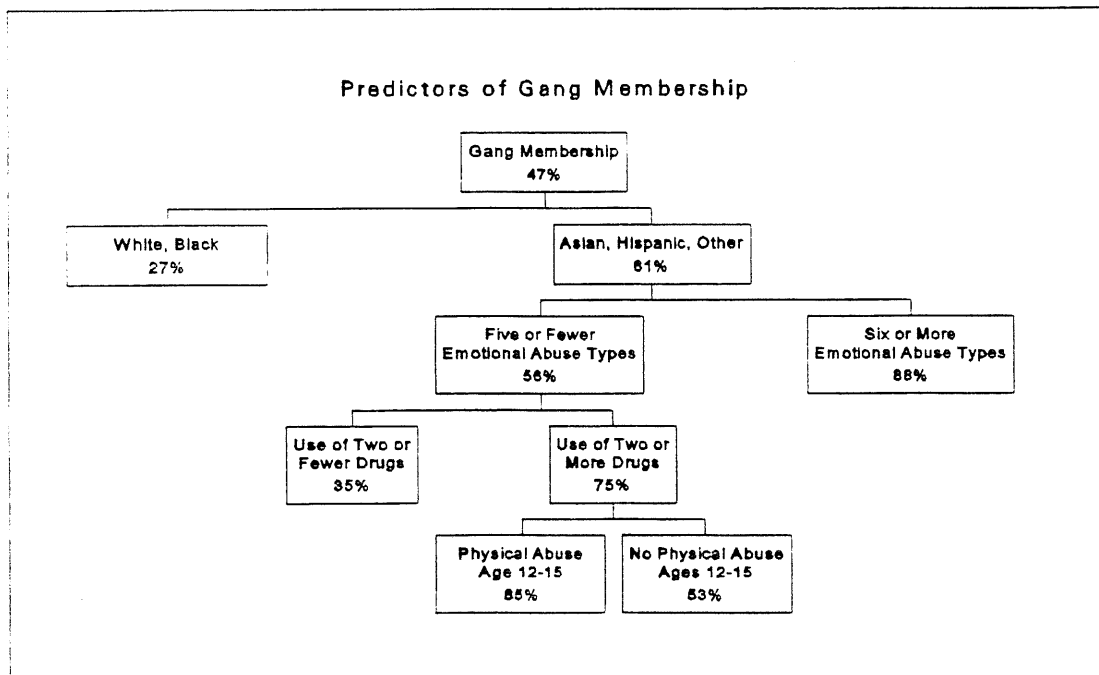 Predictors of Gang Membership
Gang Membership
47%
White, Black
27%
Asian, Hispanic, Other
61%
Five or Fewer
Emotional Abuse Types
56%
Six or More
Emotional Abuse Types
88%
Use of Two or
Fewer Drugs
35%
Use of Two or
More Drugs
75%
Physical Abuse
Age 12-15
85%
No Physical Abuse
Ages 12-15
53%